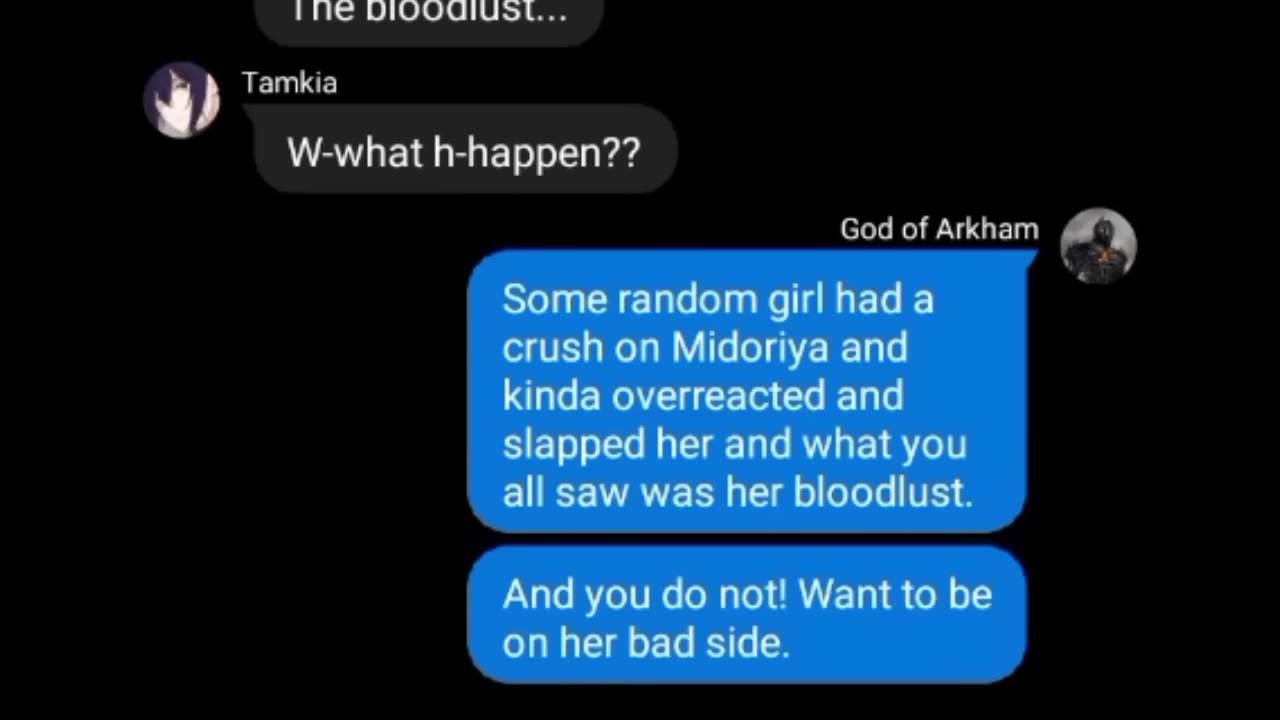 The bloodlust...
Tamkia
W-what h-happen??
God of Arkham
Some random girl had a
crush on Midoriya and
kinda overreacted and
slapped her and what you
all saw was her bloodlust.
And you do not! Want to be
on her bad side.